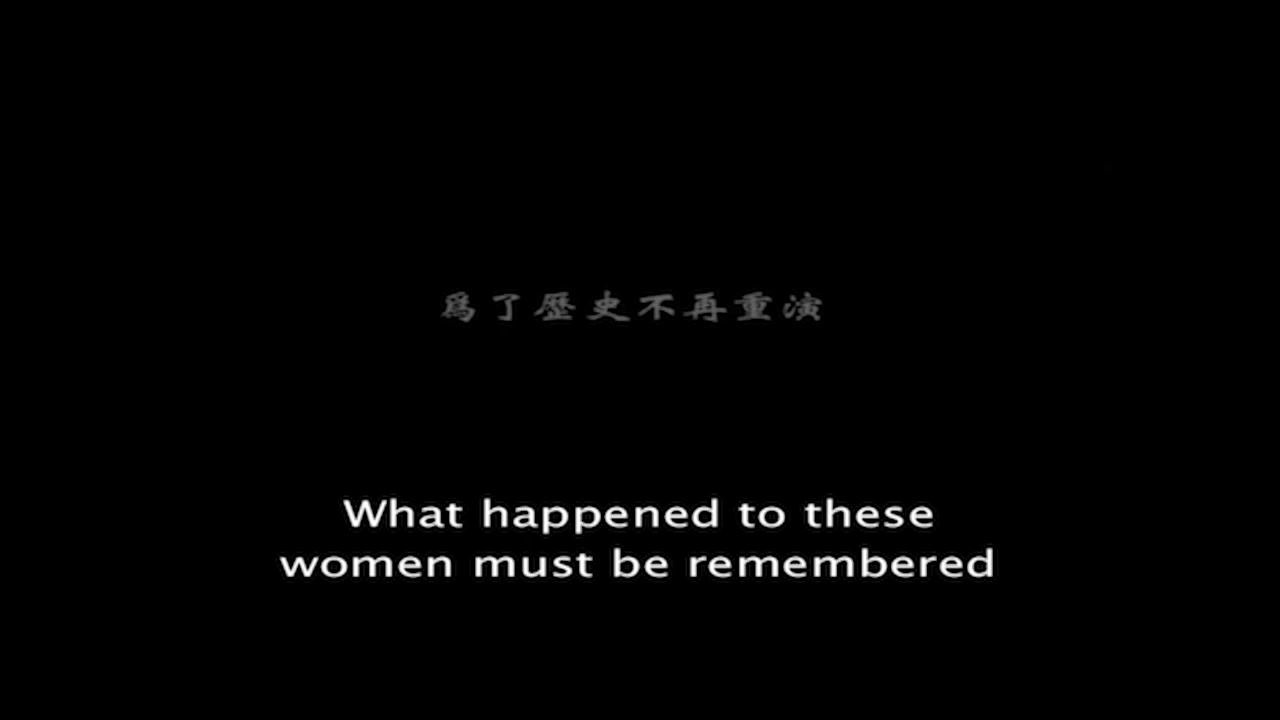 爲了歷史不再重演
What happened to these
women must be remembered